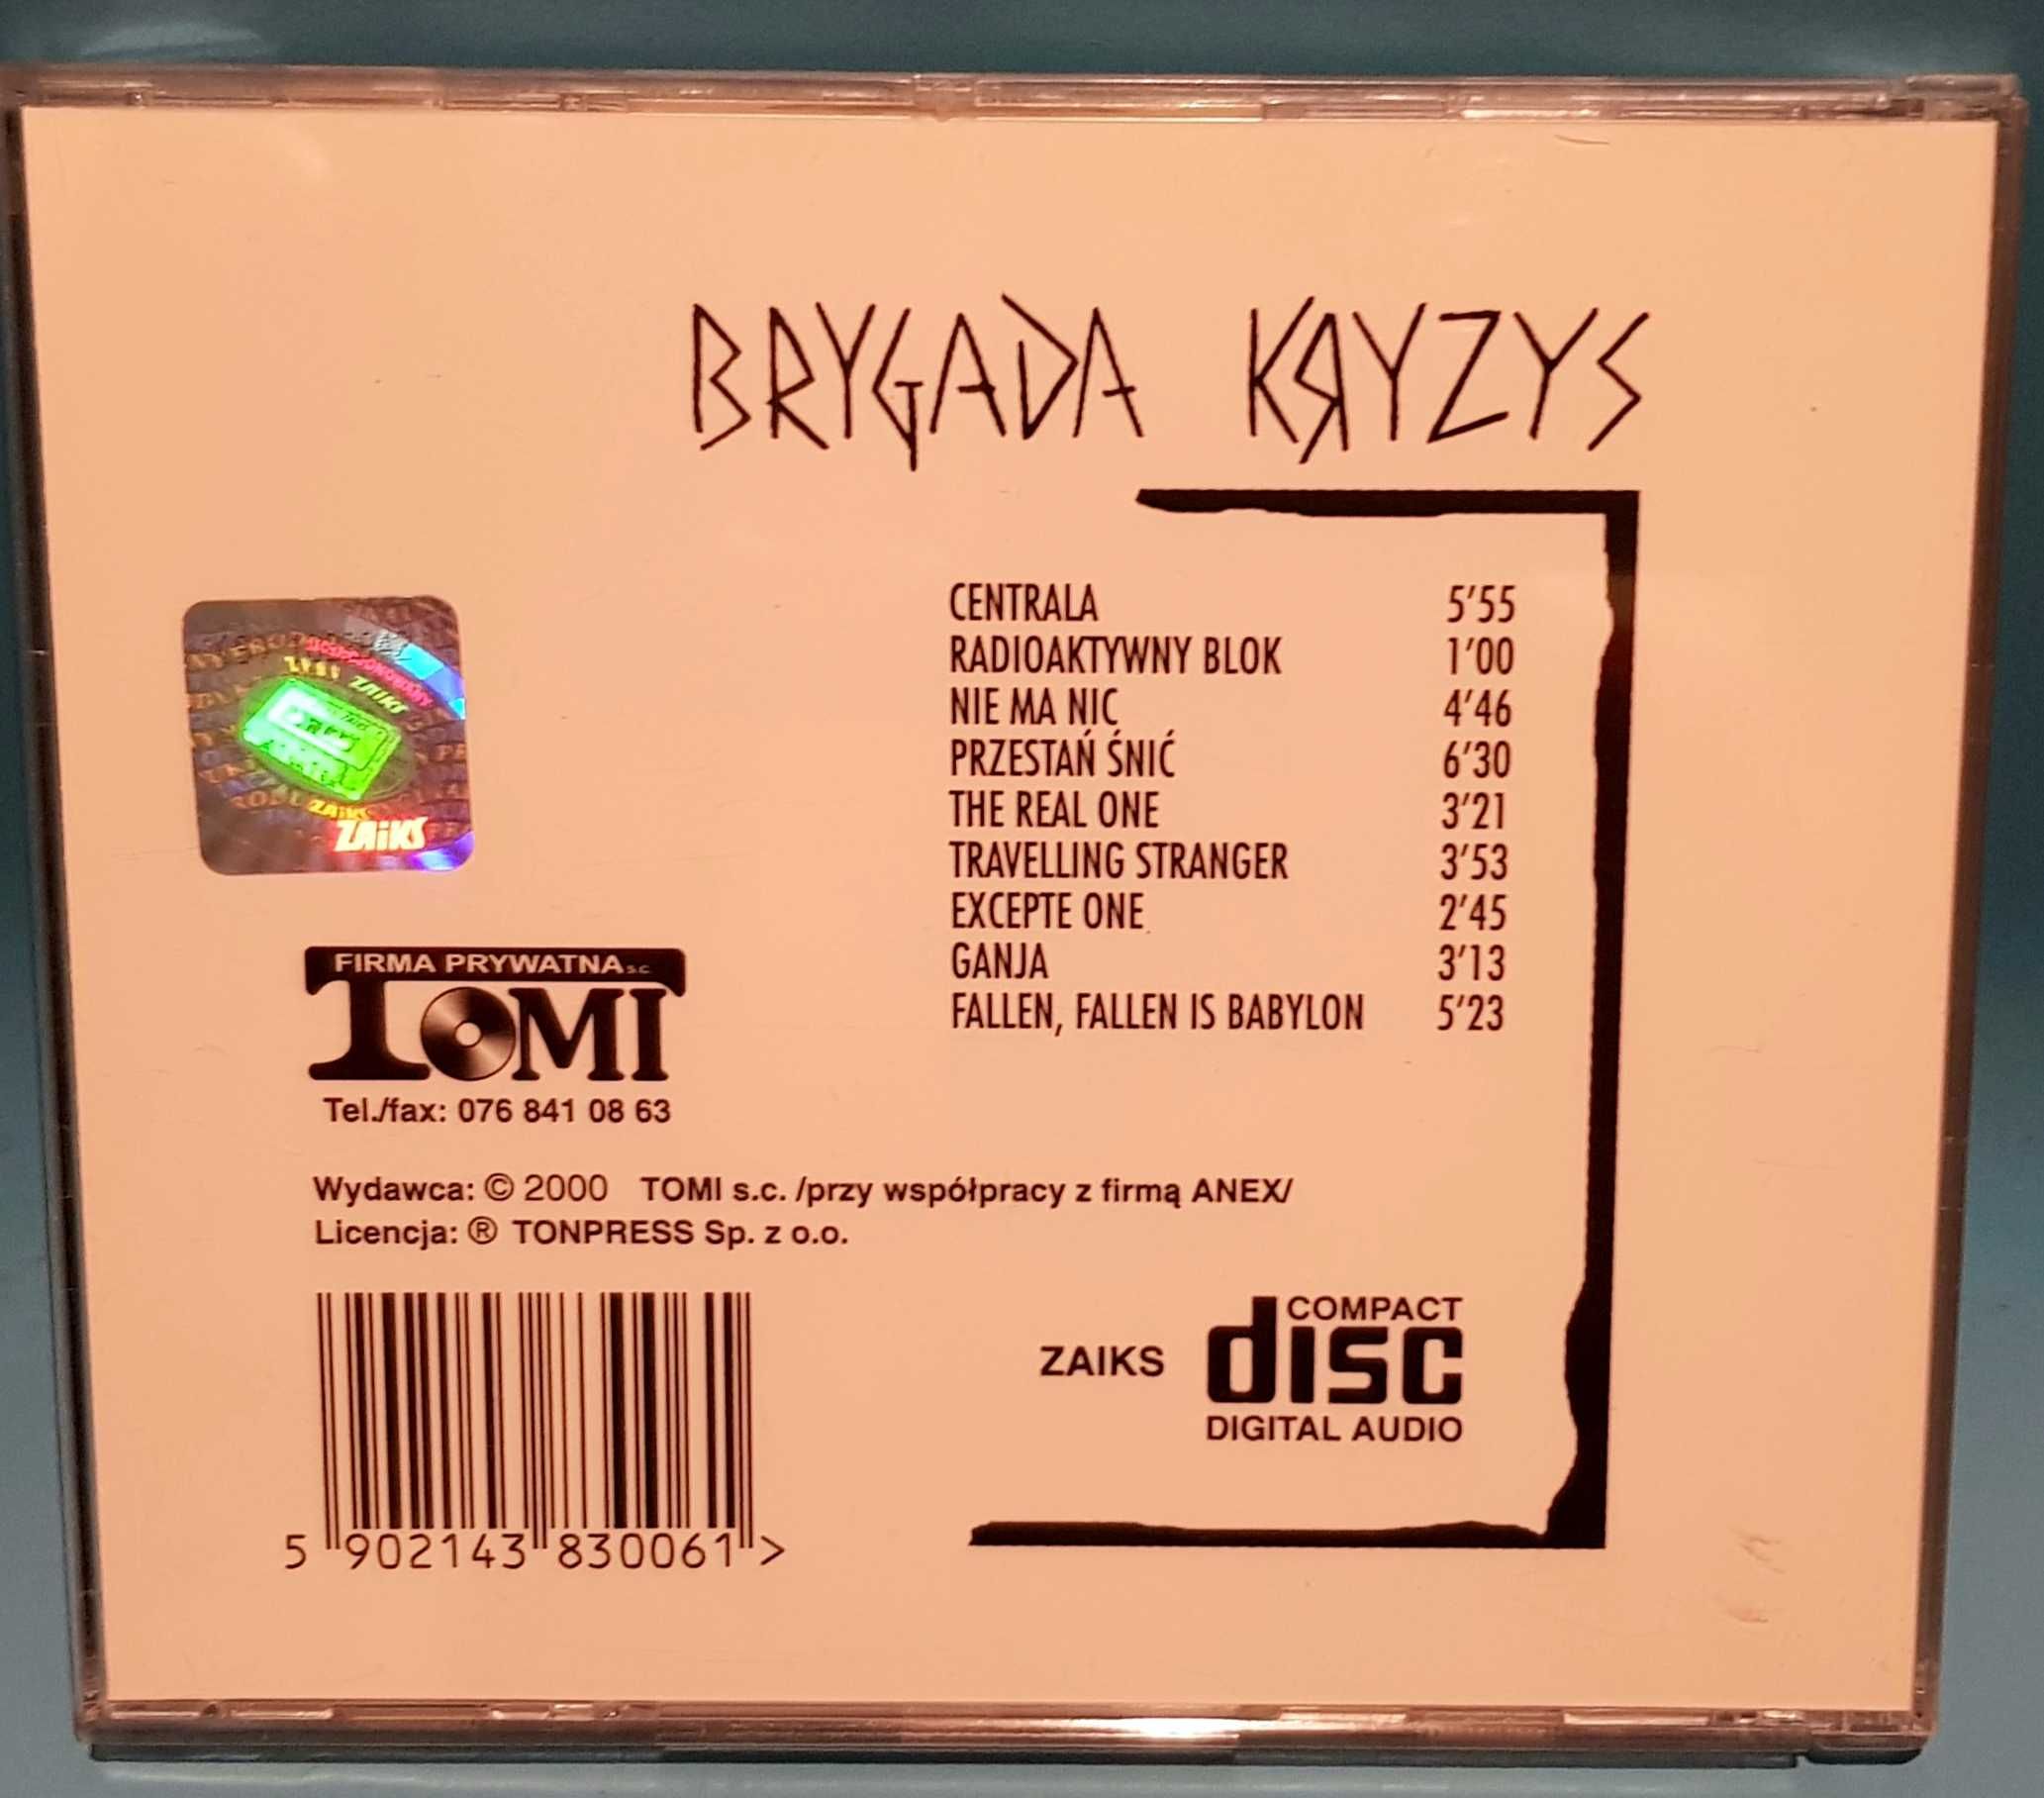 BRYGADA KRYZYS
CENTRALA 5'55
RADIOAKTYWNY BLOK 1'00
NIE MA NIC 4'46
PRZESTAŃ ŚNIĆ 6'30
THE REAL ONE 3'21
TRAVELLING STRANGER 3'53
EXCEPTE ONE 2'45
GANJA 3'13
FALLEN, FALLEN IS BABYLON 5'23
ZAIKS
ZAiKS
FIRMA PRYWATNA s.c.
TOMI
Tel./fax: 076 841 08 63
Wydawca: © 2000 TOMI s.c. /przy współpracy z firmą ANEX/
Licencja: ® TONPRESS Sp. z o.o.
5 902143 830061 >
ZAIKS
COMPACT
disc
DIGITAL AUDIO